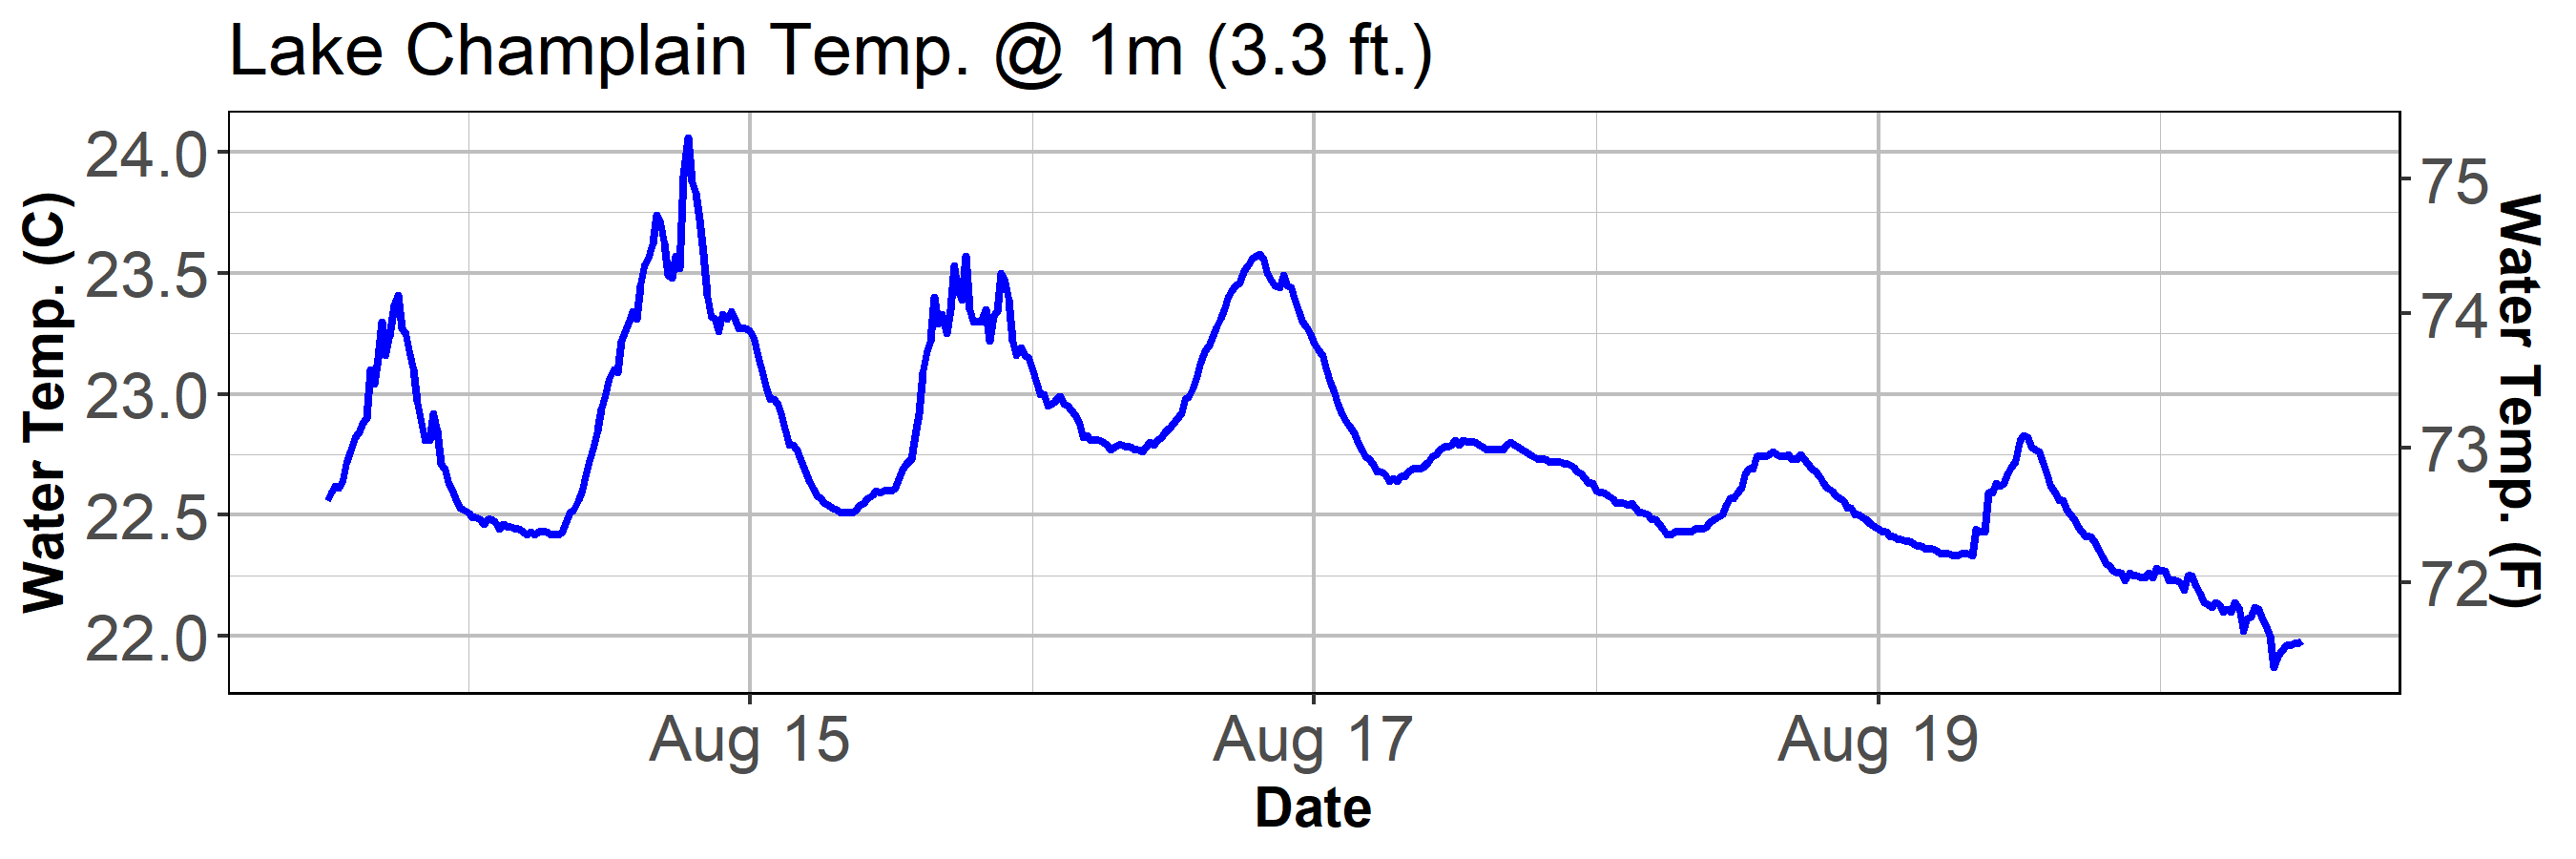 Lake Champlain Temp. @ 1m (3.3 ft.)
Water Temp. (C)
24.0
23.5
23.0
22.5
22.0
75
74
73
72
Water Temp. (F)
Aug 15 Aug 17 Aug 19
Date